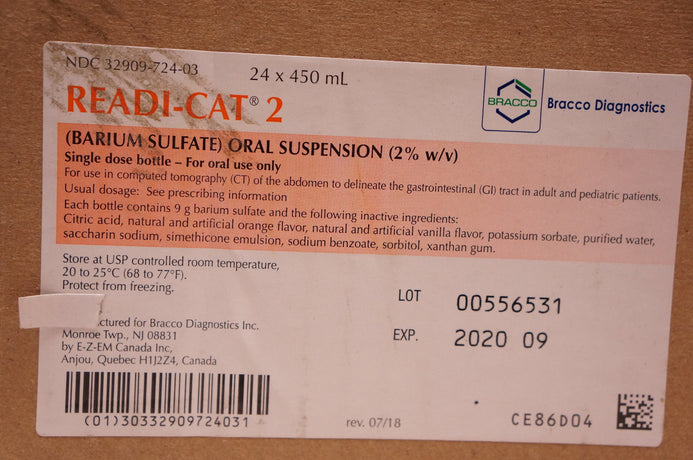 NDC 32909-724-03
24 x 450 mL
READI-CAT® 2
BRACCO
Bracco Diagnostics
(BARIUM SULFATE) ORAL SUSPENSION (2% w/v)
Single dose bottle – For oral use only
For use in computed tomography (CT) of the abdomen to delineate the gastrointestinal (GI) tract in adult and pediatric patients.
Usual dosage: See prescribing information
Each bottle contains 9 g barium sulfate and the following inactive ingredients:
Citric acid, natural and artificial orange flavor, natural and artificial vanilla flavor, potassium sorbate, purified water,
saccharin sodium, simethicone emulsion, sodium benzoate, sorbitol, xanthan gum.
Store at USP controlled room temperature,
20 to 25°C (68 to 77°F).
Protect from freezing.
LOT 00556531
EXP. 2020 09
ctured for Bracco Diagnostics Inc.
Monroe Twp., NJ 08831
by E-Z-EM Canada Inc,
Anjou, Quebec H1J2Z4, Canada
(01)30332909724031
rev. 07/18
CE86D04